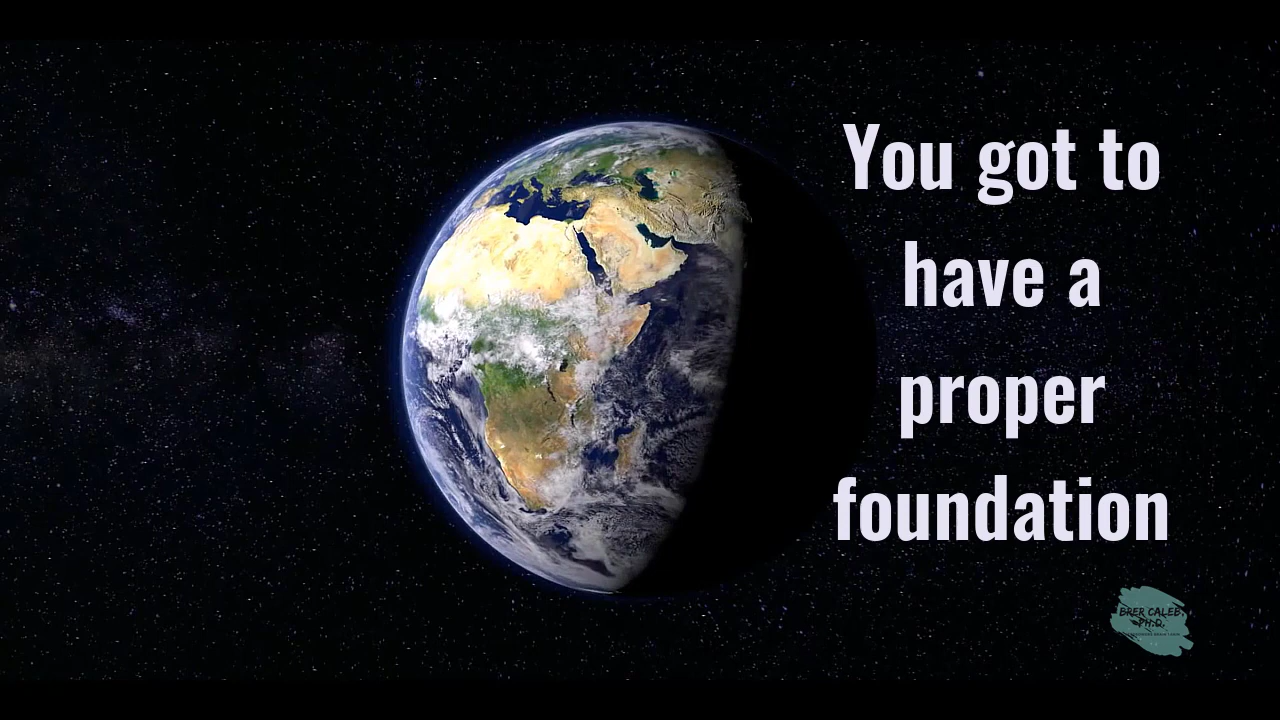 You got to
have a
proper
foundation
BRER CALEB,
PH.D.